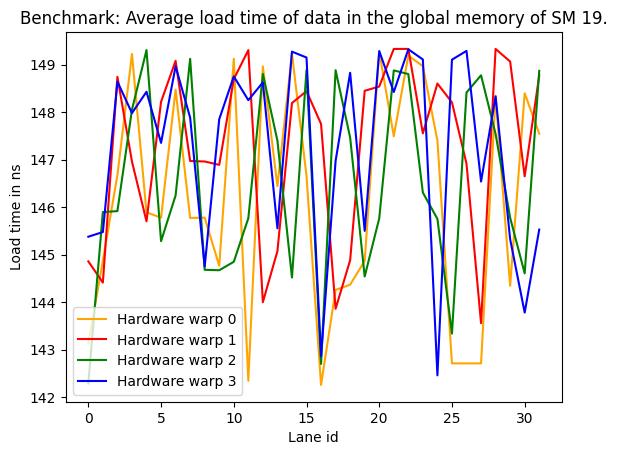 Benchmark: Average load time of data in the global memory of SM 19.
149
148
147
146
145
144
143
142
Load time in ns
Hardware warp 0
Hardware warp 1
Hardware warp 2
Hardware warp 3
0 5 10 15 20 25 30
Lane id